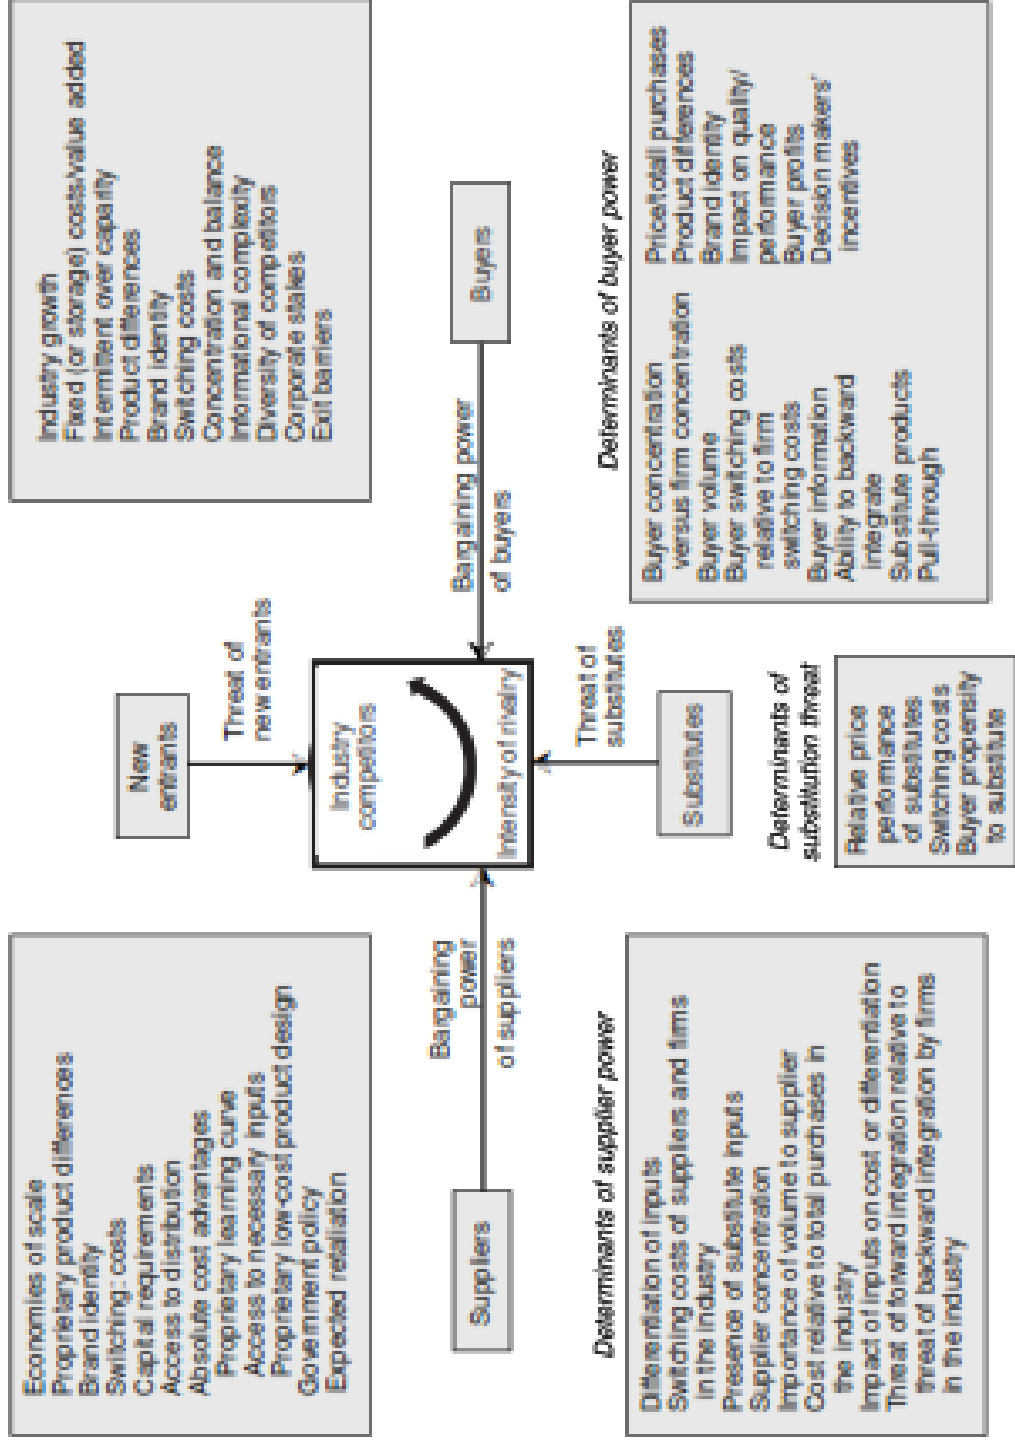 Economies of scale
Proprietary product differences
Brand identity
Switching; costs
Capital requirements
Access to distribution
Absolute cost advantages
Proprietary learning curve
Access to necessary inputs
Proprietary low-cost product design
Government policy
Expected retaliation
New
entrants
Threat of
new entrants
Industry growth
Fixed (or storage) costs/value added
Intermittent over capacity
Product differences
Brand identity
Switching costs
Concentration and balance
Informational complexity
Diversity of competitors
Corporate stakes
Exit barriers
Suppliers
Bargaining
power
of suppliers
Industry
competitors
Intensity of rivalry
Bargaining power
of buyers
Buyers
Threat of
substitutes
Substitutes
Determinants of supplier power
Differentiation of inputs
Switching costs of suppliers and firms
in the industry
Presence of substitute inputs
Supplier concentration
Importance of volume to supplier
Cost relative to total purchases in
the industry
Impact of inputs on cost or differentiation
Threat of forward integration relative to
threat of backward integration by firms
in the industry
Determinants of
substitution threat
Relative price
performance
of substitutes
Switching costs
Buyer propensity
to substitute
Determinants of buyer power
Buyer concentration
versus firm concentration
Buyer volume
Buyer switching costs
relative to firm
switching costs
Buyer information
Ability to backward
integrate
Substitute products
Pull-through
Price/total purchases
Product differences
Brand identity
Impact on quality/
performance
Buyer profits
Decision makers'
incentives